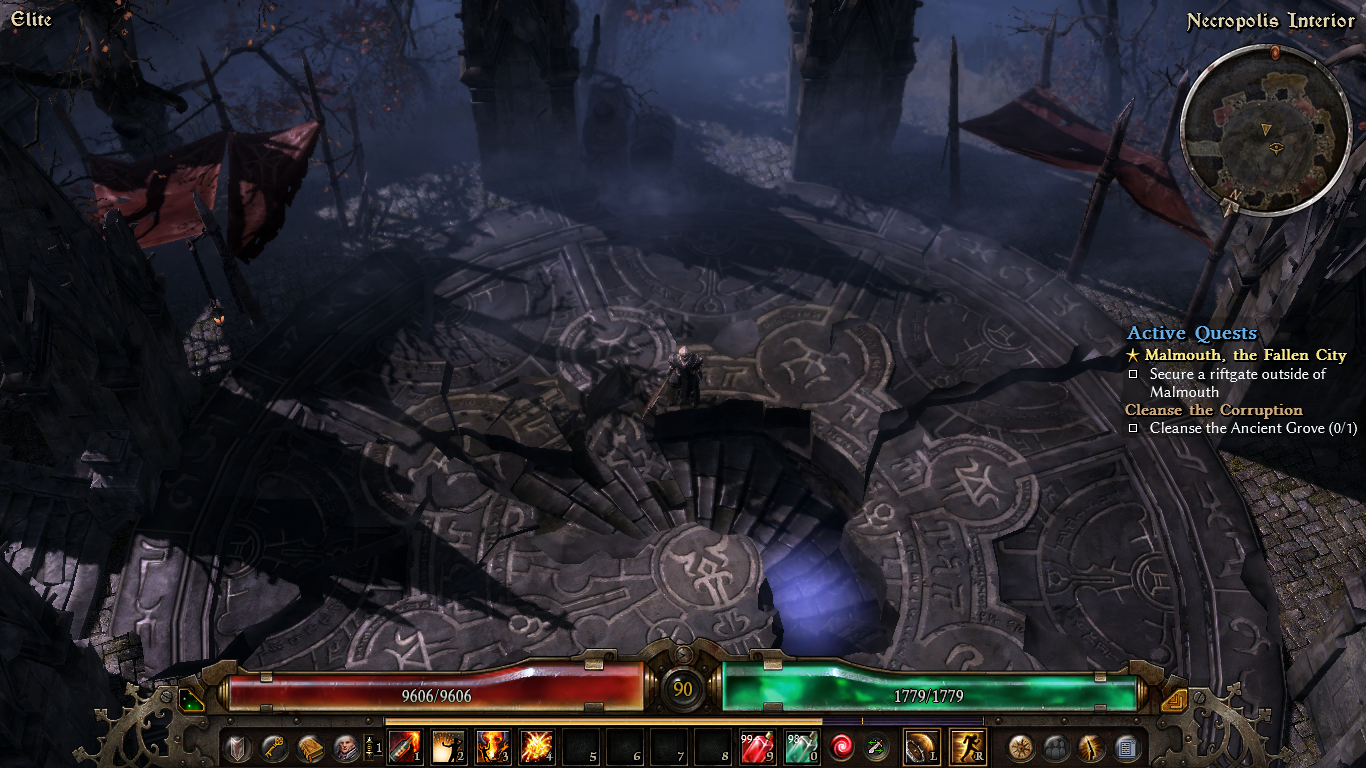 Elite
Necropolis Interior
N
Active Quests
Malmouth, the Fallen City
Secure a riftgate outside of
Malmouth
Cleanse the Corruption
Cleanse the Ancient Grove (0/1)
9606/9606
90
1779/1779
1
1
2
3
4
5
6
7
8
99
9
98
0
L
R